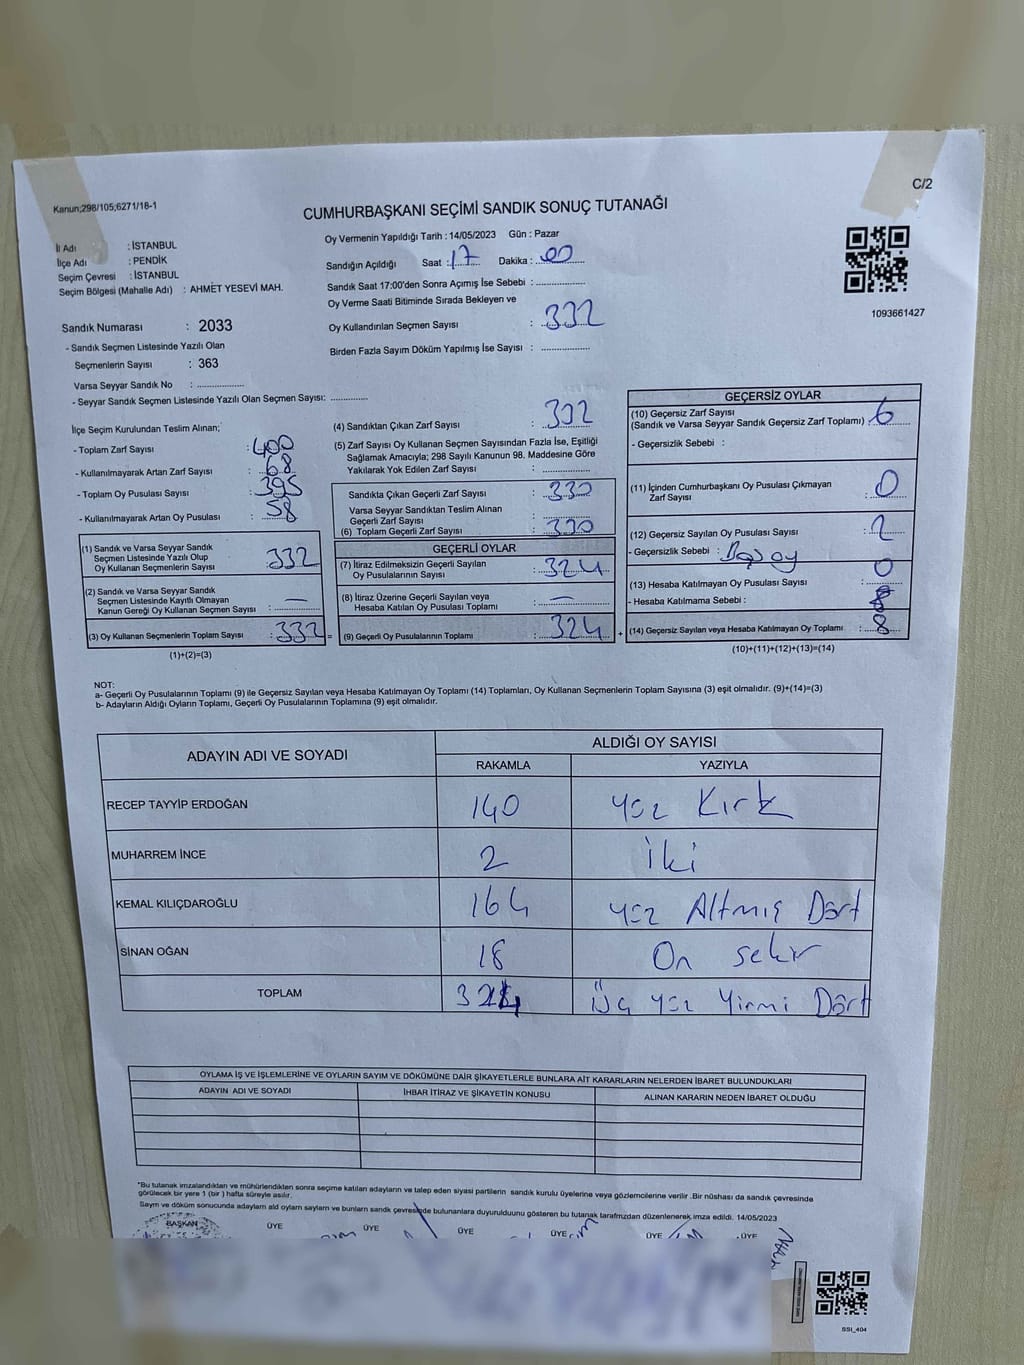 Kanun;298/105;6271/18-1
C/2
CUMHURBAŞKANI SEÇİMİ SANDIK SONUÇ TUTANAĞI
İl Adı : İSTANBUL
İlçe Adı : PENDİK
Seçim Çevresi : İSTANBUL
Seçim Bölgesi (Mahalle Adı) : AHMET YESEVİ MAH.
Sandık Numarası : 2033
- Sandık Seçmen Listesinde Yazılı Olan
Seçmenlerin Sayısı : 363
Varsa Seyyar Sandık No : ..................
- Seyyar Sandık Seçmen Listesinde Yazılı Olan Seçmen Sayısı: ..............
Oy Vermenin Yapıldığı Tarih : 14/05/2023 Gün : Pazar
Sandığın Açıldığı Saat : 17 Dakika : 00
Sandık Saat 17:00'den Sonra Açımış İse Sebebi : ..................
Oy Verme Saati Bitiminde Sırada Bekleyen ve
Oy Kullandırılan Seçmen Sayısı : 332
Birden Fazla Sayım Döküm Yapılmış İse Sayısı : ..................
1093661427
İlçe Seçim Kurulundan Teslim Alınan;
- Toplam Zarf Sayısı : 400
- Kullanılmayarak Artan Zarf Sayısı : 68
- Toplam Oy Pusulası Sayısı : 395
- Kullanılmayarak Artan Oy Pusulası : 58
(1) Sandık ve Varsa Seyyar Sandık
Seçmen Listesinde Yazılı Olup
Oy Kullanan Seçmenlerin Sayısı : 332
(2) Sandık ve Varsa Seyyar Sandık
Seçmen Listesinde Kayıtlı Olmayan
Kanun Gereği Oy Kullanan Seçmen Sayısı : —
(3) Oy Kullanan Seçmenlerin Toplam Sayısı : 332 =
(1)+(2)=(3)
(4) Sandıktan Çıkan Zarf Sayısı : 332
(5) Zarf Sayısı Oy Kullanan Seçmen Sayısından Fazla İse, Eşitliği
Sağlamak Amacıyla; 298 Sayılı Kanunun 98. Maddesine Göre
Yakılarak Yok Edilen Zarf Sayısı : ..............
Sandıkta Çıkan Geçerli Zarf Sayısı : 330
Varsa Seyyar Sandıktan Teslim Alınan
Geçerli Zarf Sayısı : ..............
(6) Toplam Geçerli Zarf Sayısı : 330
GEÇERLİ OYLAR
(7) İtiraz Edilmeksizin Geçerli Sayılan
Oy Pusulalarının Sayısı : 324
(8) İtiraz Üzerine Geçerli Sayılan veya
Hesaba Katılan Oy Pusulası Toplamı : —
(9) Geçerli Oy Pusulalarının Toplamı : 324 +
GEÇERSİZ OYLAR
(10) Geçersiz Zarf Sayısı
(Sandık ve Varsa Seyyar Sandık Geçersiz Zarf Toplamı) : 6
- Geçersizlik Sebebi :
(11) İçinden Cumhurbaşkanı Oy Pusulası Çıkmayan
Zarf Sayısı : 0
(12) Geçersiz Sayılan Oy Pusulası Sayısı : 2
- Geçersizlik Sebebi :
(13) Hesaba Katılmayan Oy Pusulası Sayısı : 0
- Hesaba Katılmama Sebebi : 8
(14) Geçersiz Sayılan veya Hesaba Katılmayan Oy Toplamı : 8
(10)+(11)+(12)+(13)=(14)
NOT:
a- Geçerli Oy Pusulalarının Toplamı (9) ile Geçersiz Sayılan veya Hesaba Katılmayan Oy Toplamı (14) Toplamları, Oy Kullanan Seçmenlerin Toplam Sayısına (3) eşit olmalıdır. (9)+(14)=(3)
b- Adayların Aldığı Oyların Toplamı, Geçerli Oy Pusulalarının Toplamına (9) eşit olmalıdır.
ADAYIN ADI VE SOYADI ALDIĞI OY SAYISI
RAKAMLA YAZIYLA
RECEP TAYYİP ERDOĞAN 140 yüz Kırk
MUHARREM İNCE 2 iki
KEMAL KILIÇDAROĞLU 164 yüz Altmış Dört
SİNAN OĞAN 18 On sekiz
TOPLAM 324 Üç yüz Yirmi Dört
OYLAMA İŞ VE İŞLEMLERİNE VE OYLARIN SAYIM VE DÖKÜMÜNE DAİR ŞİKAYETLERLE BUNLARA AİT KARARLARIN NELERDEN İBARET BULUNDUKLARI
ADAYIN ADI VE SOYADI İHBAR İTİRAZ VE ŞİKAYETİN KONUSU ALINAN KARARIN NEDEN İBARET OLDUĞU
"Bu tutanak imzalandıktan ve mühürlendikten sonra seçime katılan adayların ve talep eden siyasi partilerin sandık kurulu üyelerine veya gözlemcilerine verilir .Bir nüshası da sandık çevresinde
görülecek bir yere 1 (bir ) hafta süreyle asılır.
Sayım ve döküm sonucunda adayların ald oyların sayların ve bunların sandık çevresinde bulunanlara duyurulduunu gösteren bu tutanak tarafımızdan düzenlenerek imza edildi. 14/05/2023
BAŞKAN ÜYE ÜYE ÜYE ÜYE ÜYE ÜYE
SSI_404